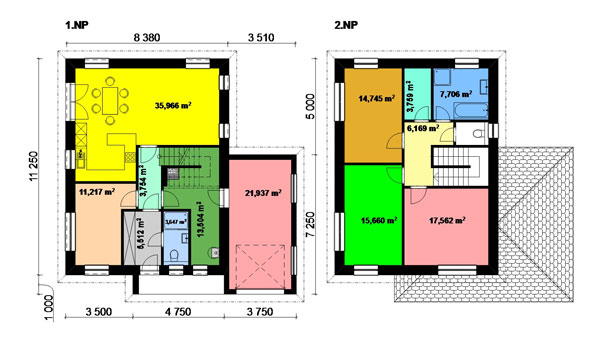 1.NP
2.NP
8 380
3 510
35,966 m²
14,745 m²
3,759 m²
7,706 m²
5 000
6,169 m²
11 250
11,217 m²
3,754 m²
13,504 m²
21,937 m²
7 250
15,660 m²
17,562 m²
5,512 m²
3,547 m²
1 000
3 500
4 750
3 750